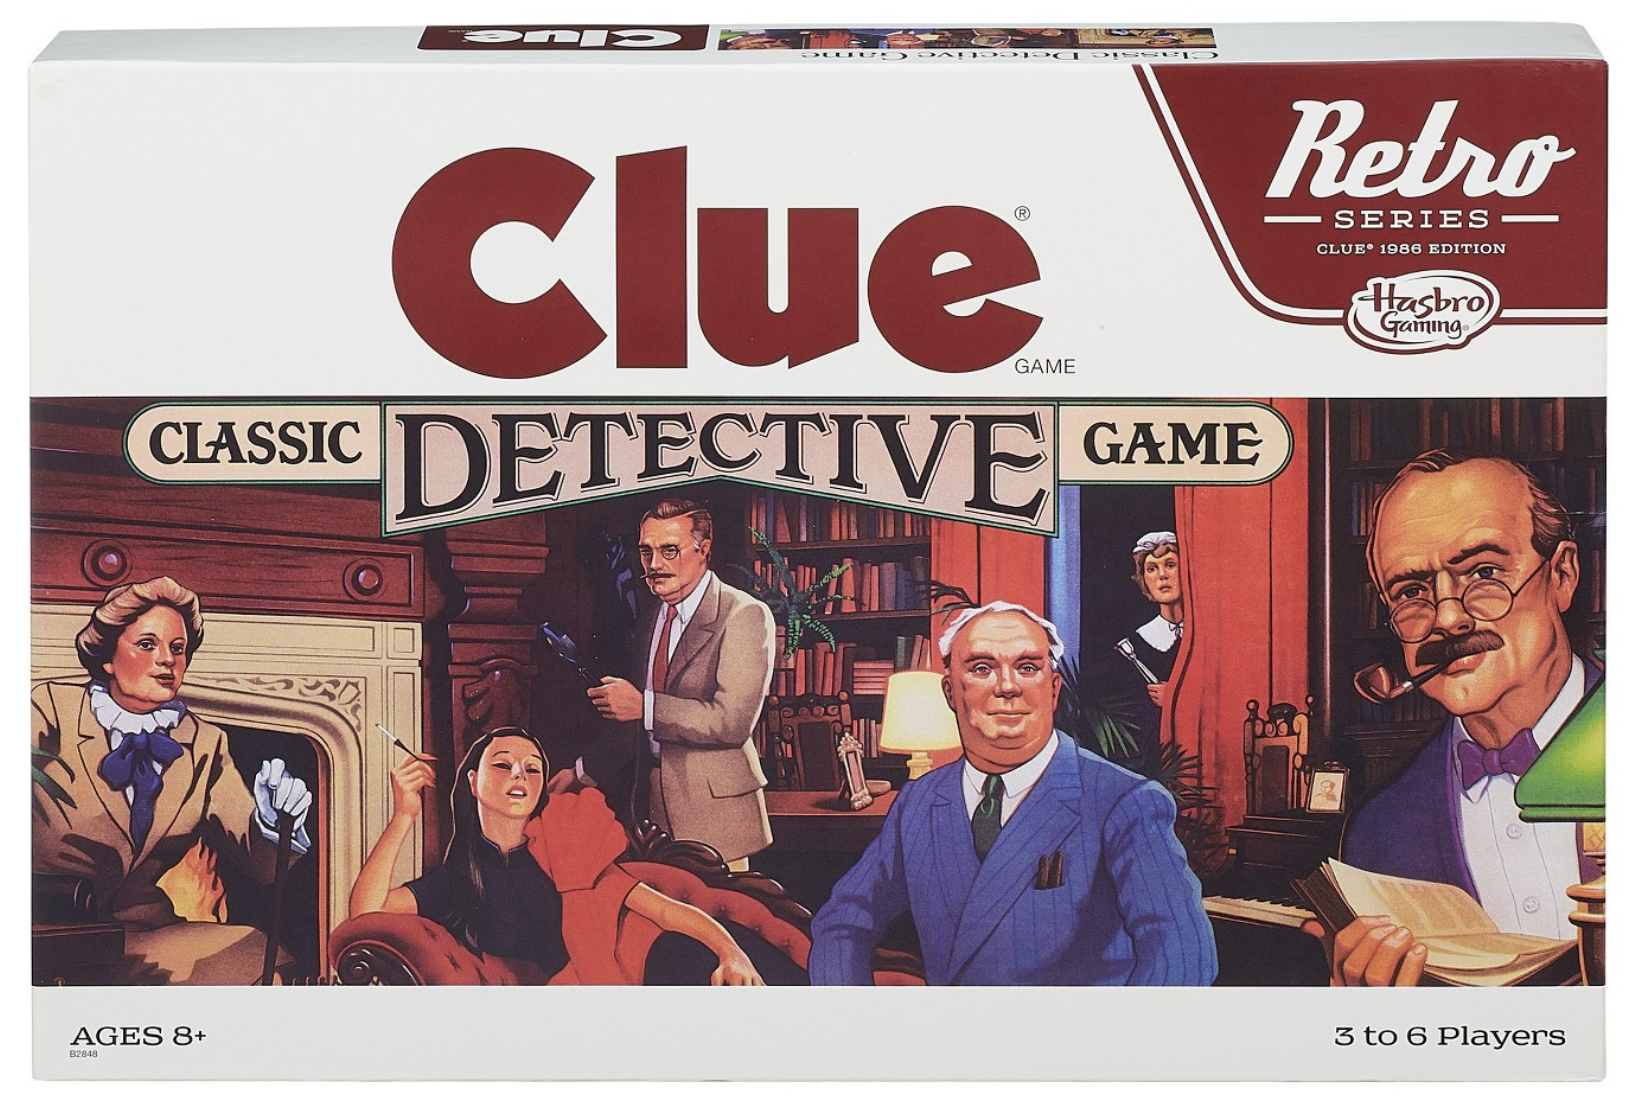 Clue GAME
Classic Detective Game
Retro
SERIES
CLUE® 1986 EDITION
Hasbro
Gaming®
Clue®
GAME
CLASSIC DETECTIVE GAME
AGES 8+
B2848
3 to 6 Players